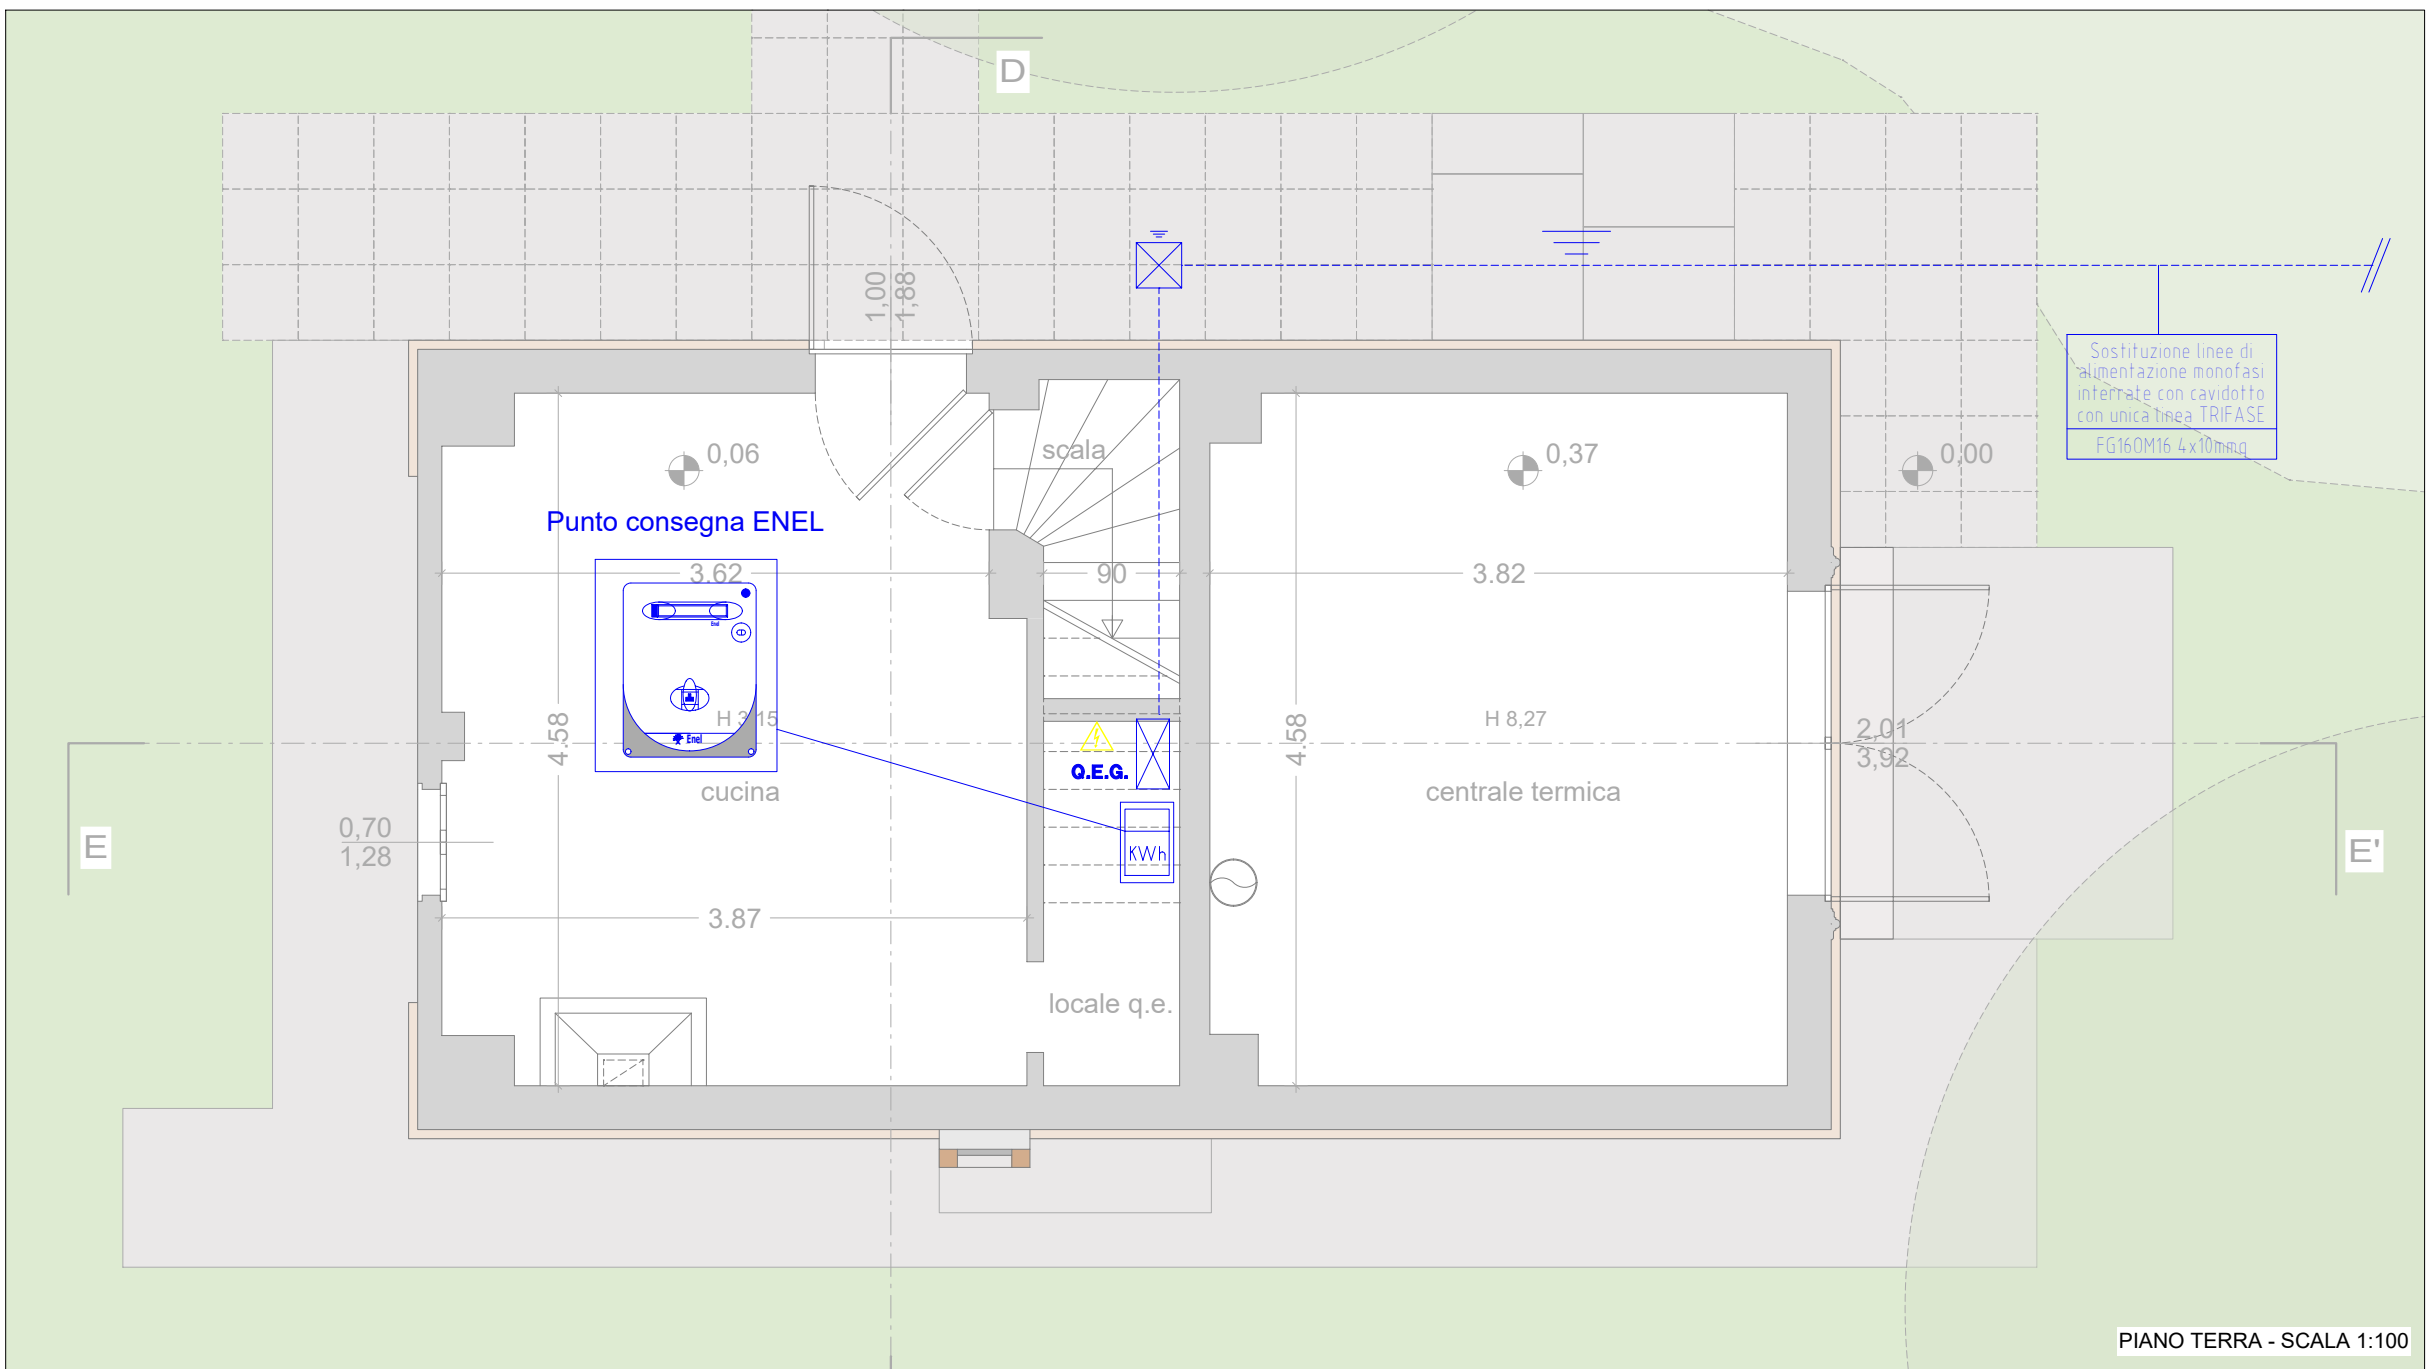 D
1,00
1,88
Sostituzione linee di
alimentazione monofasi
interrate con cavidotto
con unica linea TRIFASE
FG16OM16 4x10mmq
scala
0,06
0,37
0,00
Punto consegna ENEL
3.62
90
3.82
Enel
4.58
H 3,15
Enel
4.58
H 8,27
2,01
3,92
Q.E.G.
cucina
centrale termica
E
0,70
1,28
KWh
E'
3.87
locale q.e.
PIANO TERRA - SCALA 1:100